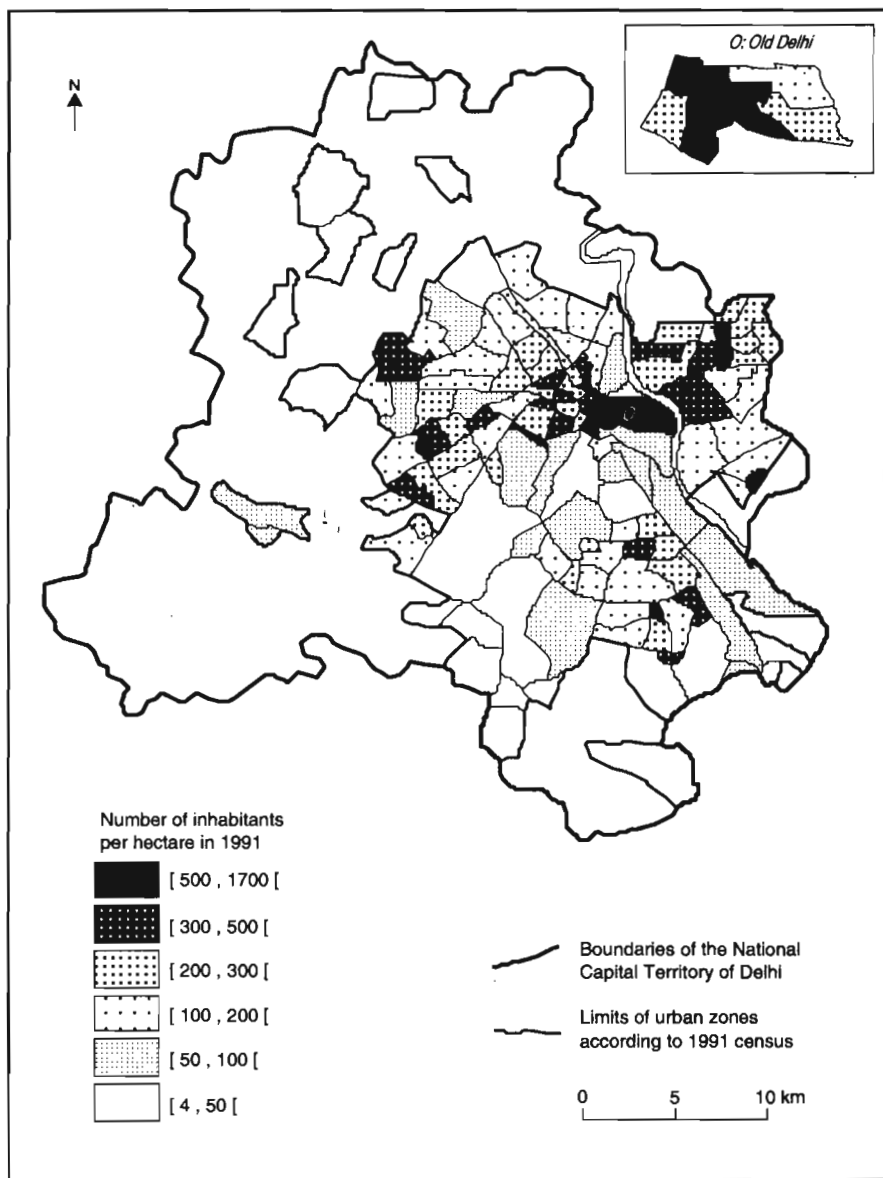 O: Old Delhi
N
O
Number of inhabitants
per hectare in 1991
[ 500 , 1700 [
[ 300 , 500 [
[ 200 , 300 [
[ 100 , 200 [
[ 50 , 100 [
[ 4 , 50 [
Boundaries of the National
Capital Territory of Delhi
Limits of urban zones
according to 1991 census
0 5 10 km